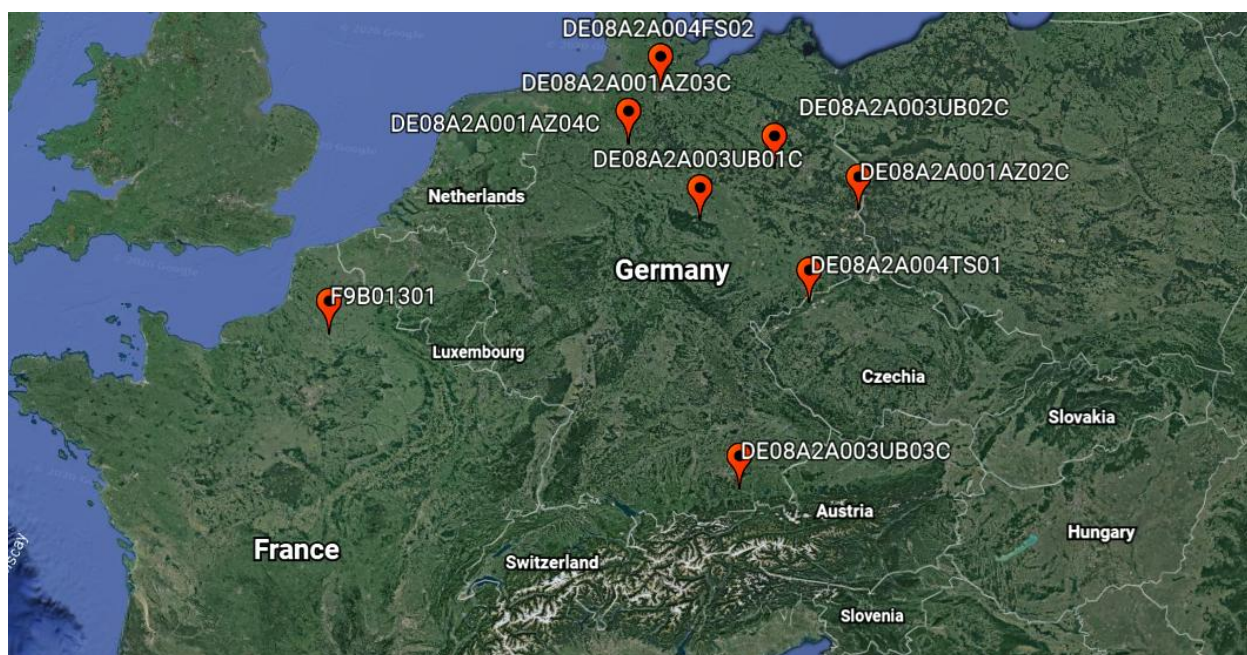 DE08A2A004FS02
DE08A2A001AZ03C
DE08A2A003UB02C
DE08A2A001AZ04C
DE08A2A003UB01C
DE08A2A001AZ02C
Netherlands
DE08A2A004TS01
Germany
F9B01301
Luxembourg
Czechia
Slovakia
DE08A2A003UB03C
Austria
Hungary
France
Switzerland
Slovenia